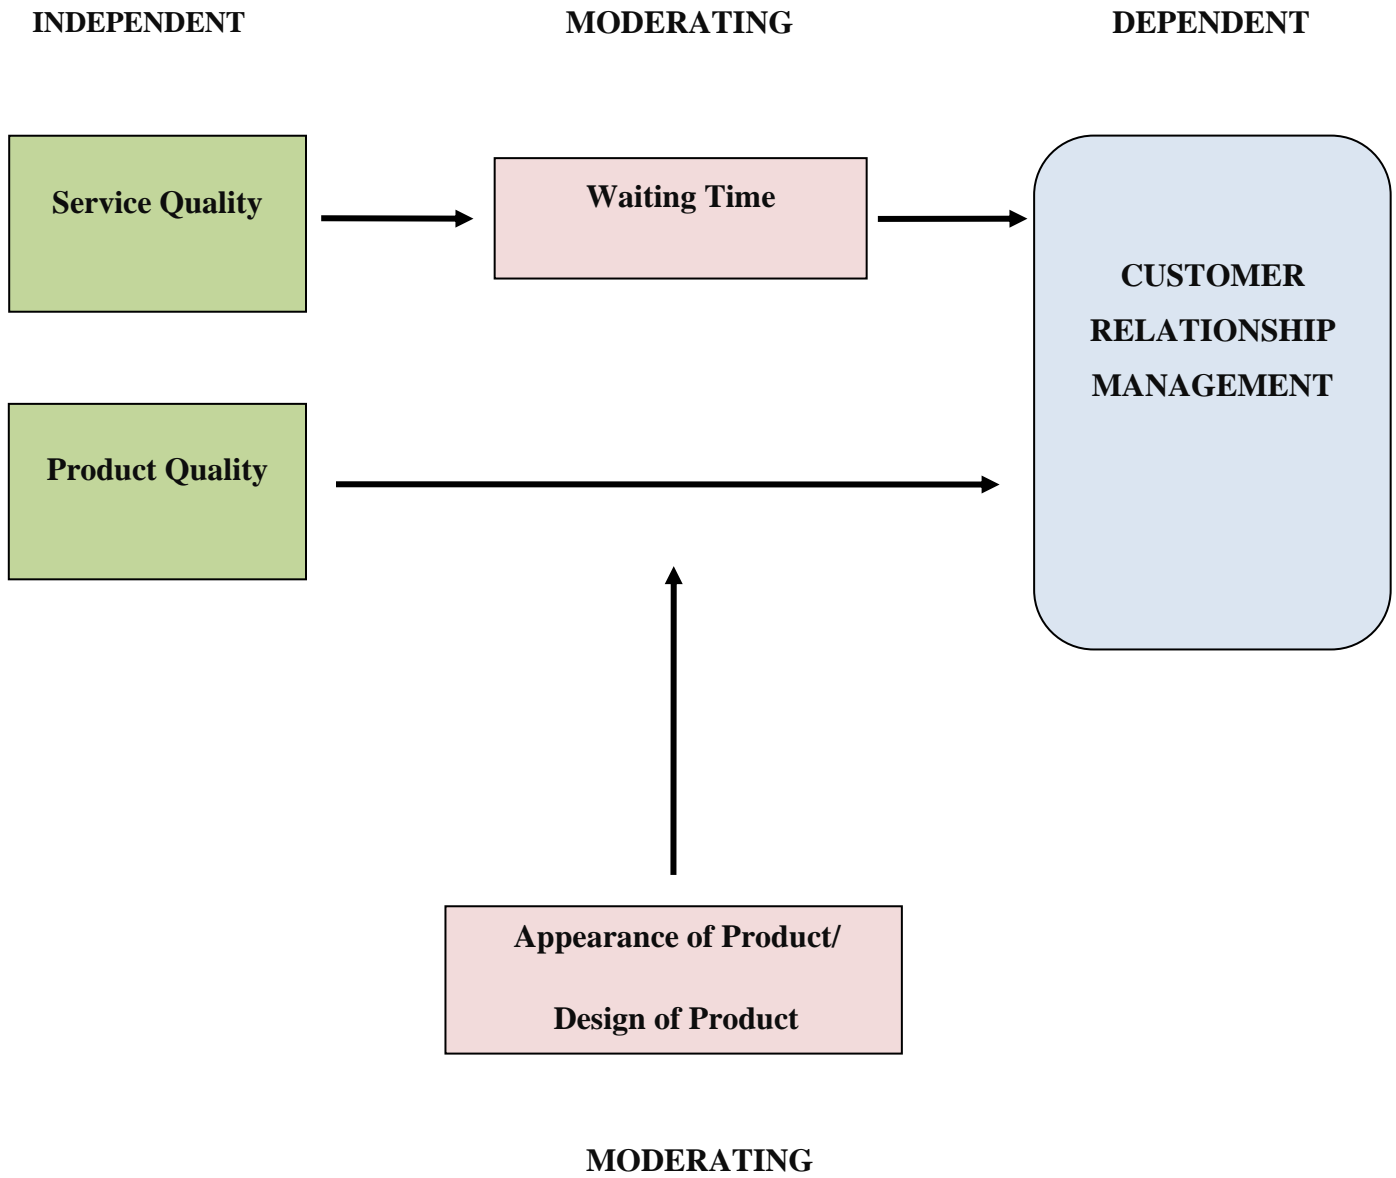 INDEPENDENT
MODERATING
DEPENDENT
Service Quality
Waiting Time
CUSTOMER
RELATIONSHIP
MANAGEMENT
Product Quality
Appearance of Product/
Design of Product
MODERATING